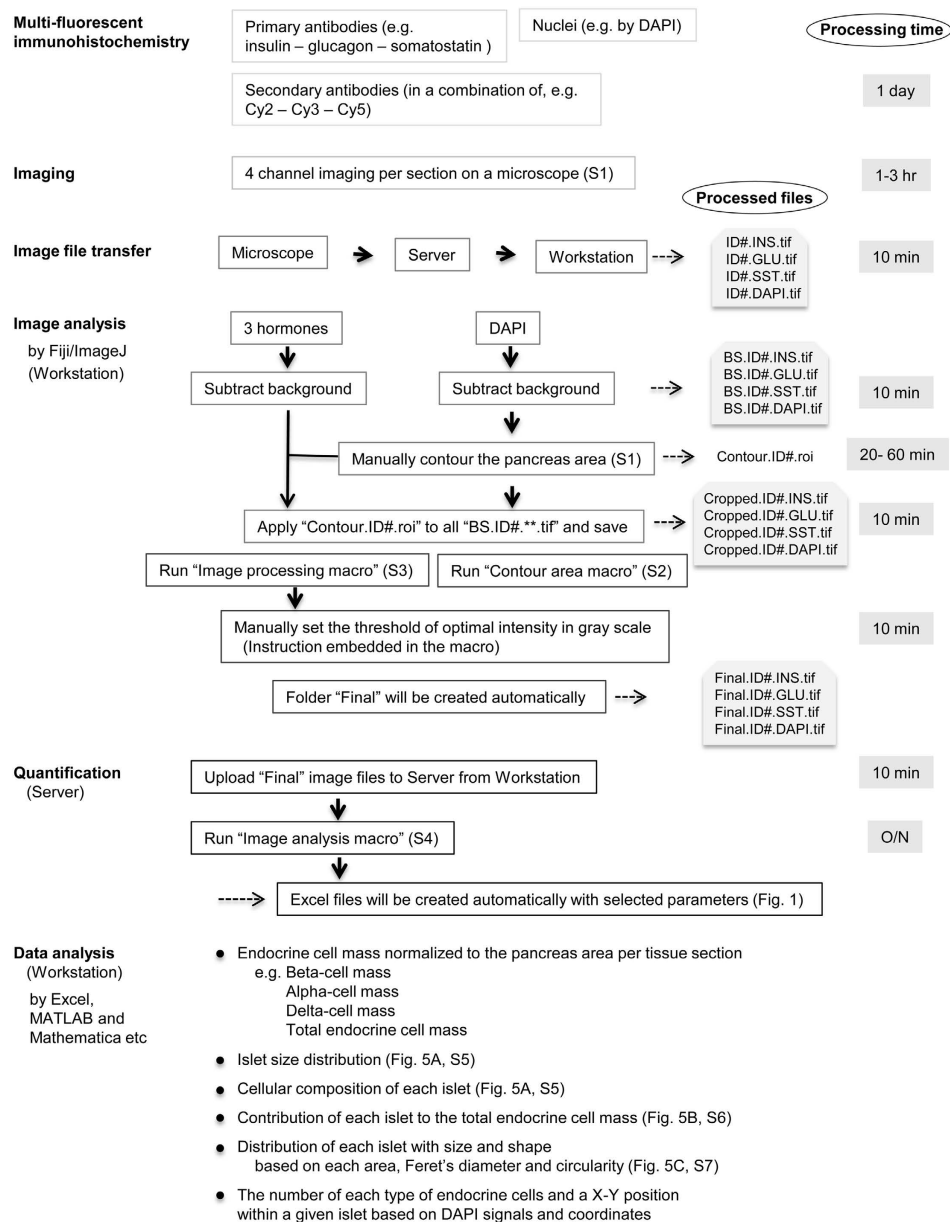 Multi-fluorescent
immunohistochemistry
Primary antibodies (e.g.
insulin – glucagon – somatostatin )
Nuclei (e.g. by DAPI)
Processing time
Secondary antibodies (in a combination of, e.g.
Cy2 – Cy3 – Cy5)
1 day
Imaging
4 channel imaging per section on a microscope (S1)
1-3 hr
Processed files
Image file transfer
Microscope
Server
Workstation
ID#.INS.tif
ID#.GLU.tif
ID#.SST.tif
ID#.DAPI.tif
10 min
Image analysis
by Fiji/ImageJ
(Workstation)
3 hormones
DAPI
Subtract background
Subtract background
BS.ID#.INS.tif
BS.ID#.GLU.tif
BS.ID#.SST.tif
BS.ID#.DAPI.tif
10 min
Manually contour the pancreas area (S1)
Contour.ID#.roi
20- 60 min
Apply “Contour.ID#.roi” to all “BS.ID#.**.tif” and save
Cropped.ID#.INS.tif
Cropped.ID#.GLU.tif
Cropped.ID#.SST.tif
Cropped.ID#.DAPI.tif
10 min
Run “Image processing macro” (S3)
Run “Contour area macro” (S2)
Manually set the threshold of optimal intensity in gray scale
(Instruction embedded in the macro)
10 min
Folder “Final” will be created automatically
Final.ID#.INS.tif
Final.ID#.GLU.tif
Final.ID#.SST.tif
Final.ID#.DAPI.tif
Quantification
(Server)
Upload “Final” image files to Server from Workstation
10 min
Run “Image analysis macro” (S4)
O/N
Excel files will be created automatically with selected parameters (Fig. 1)
Data analysis
(Workstation)
by Excel,
MATLAB and
Mathematica etc
● Endocrine cell mass normalized to the pancreas area per tissue section
e.g. Beta-cell mass
Alpha-cell mass
Delta-cell mass
Total endocrine cell mass
● Islet size distribution (Fig. 5A, S5)
● Cellular composition of each islet (Fig. 5A, S5)
● Contribution of each islet to the total endocrine cell mass (Fig. 5B, S6)
● Distribution of each islet with size and shape
based on each area, Feret’s diameter and circularity (Fig. 5C, S7)
● The number of each type of endocrine cells and a X-Y position
within a given islet based on DAPI signals and coordinates